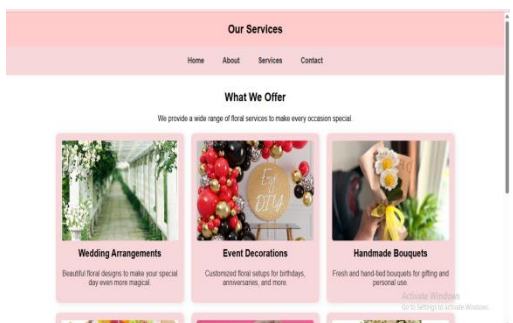 Our Services
Home About Services Contact
What We Offer
We provide a wide range of floral services to make every occasion special.
DIY
Wedding Arrangements
Event Decorations
Handmade Bouquets
Beautiful floral designs to make your special
day even more magical.
Customized floral setups for birthdays,
anniversaries, and more.
Fresh and hand-tied bouquets for gifting and
personal use.
Activate Windows
Go to Settings to activate Windows.